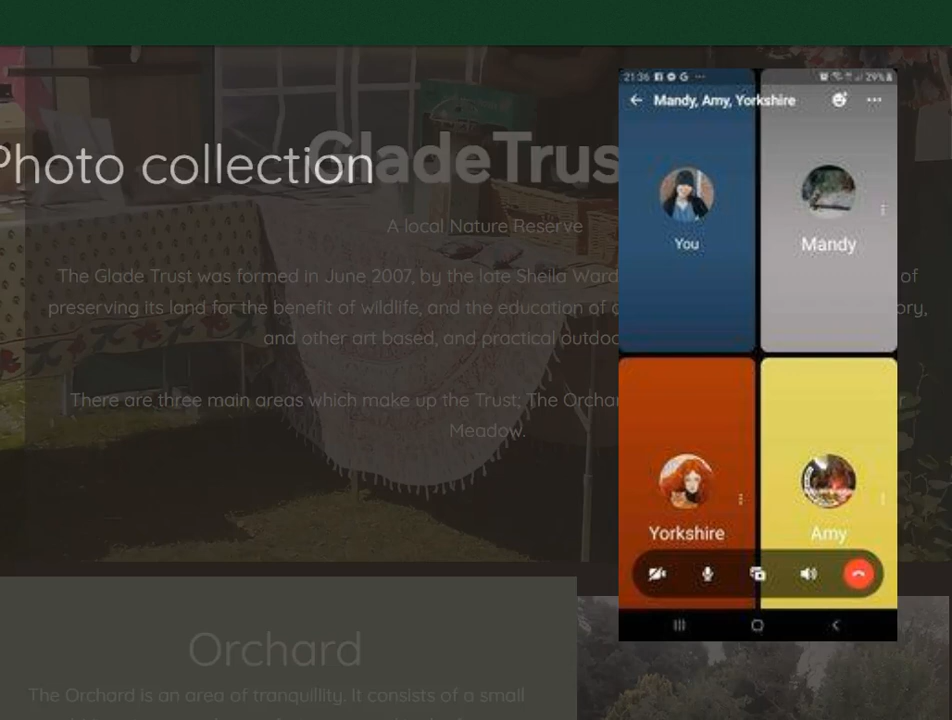 Photo collection
GladeTrus
A local Nature Reserve
The Glade Trust was formed in June 2007, by the late Sheila Ward of
preserving its land for the benefit of wildlife, and the education of ory,
and other art based, and practical outdoo
There are three main areas which make up the Trust; The Orchar
Meadow.
Orchard
The Orchard is an area of tranquillity. It consists of a small
21:36 G ... 29%
Mandy, Amy, Yorkshire
You
Mandy
Yorkshire
Amy